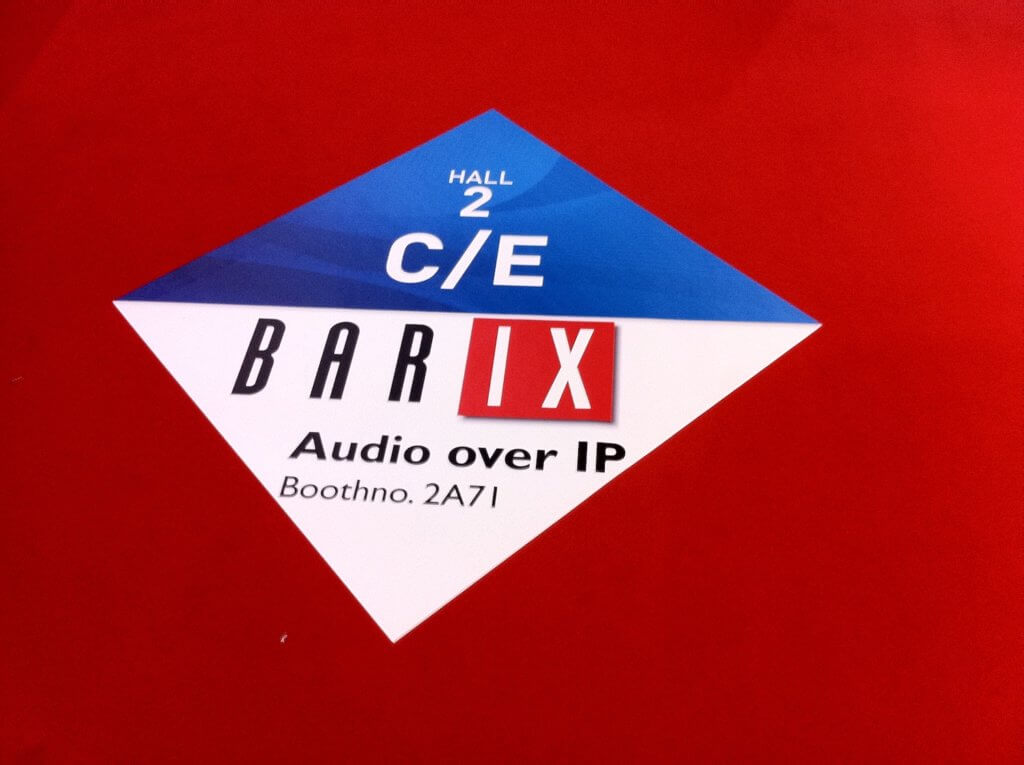 HALL
2
C/E
BARIX
Audio over IP
Boothno. 2A71